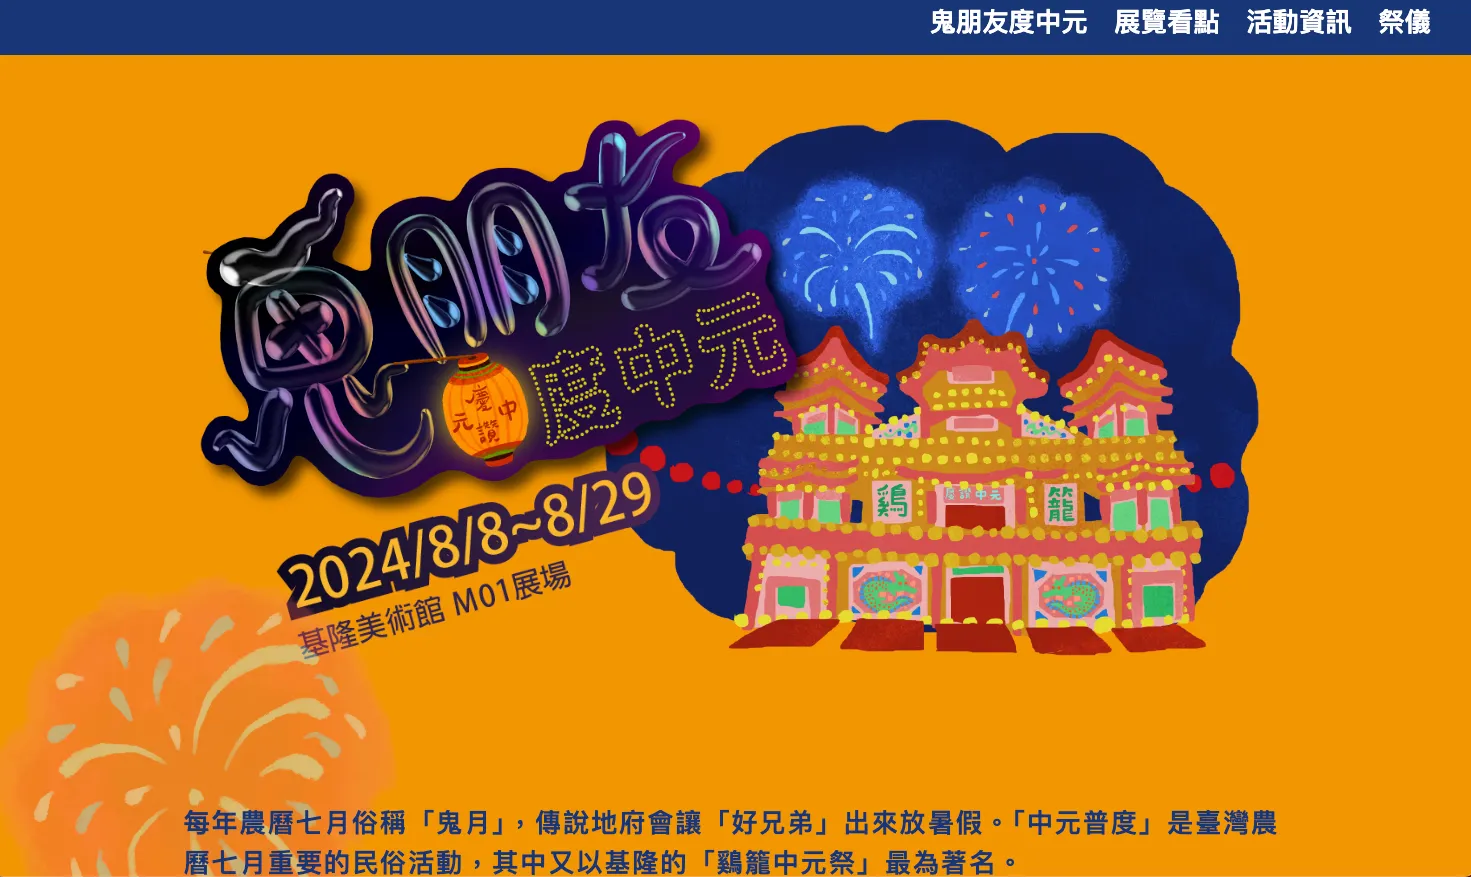 鬼朋友度中元 展覽看點 活動資訊 祭儀
鬼朋友
度中元
慶讚中元
2024/8/8~8/29
基隆美術館 M01展場
慶讚中元
鷄 籠
每年農曆七月俗稱「鬼月」，傳說地府會讓「好兄弟」出來放暑假。「中元普度」是臺灣農
曆七月重要的民俗活動，其中又以基隆的「鷄籠中元祭」最為著名。